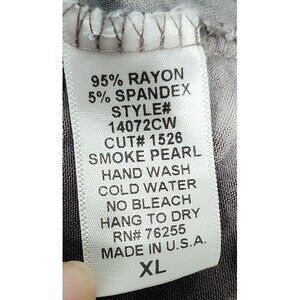 95% RAYON
5% SPANDEX
STYLE#
14072CW
CUT# 1526
SMOKE PEARL
HAND WASH
COLD WATER
NO BLEACH
HANG TO DRY
RN# 76255
MADE IN U.S.A.
XL